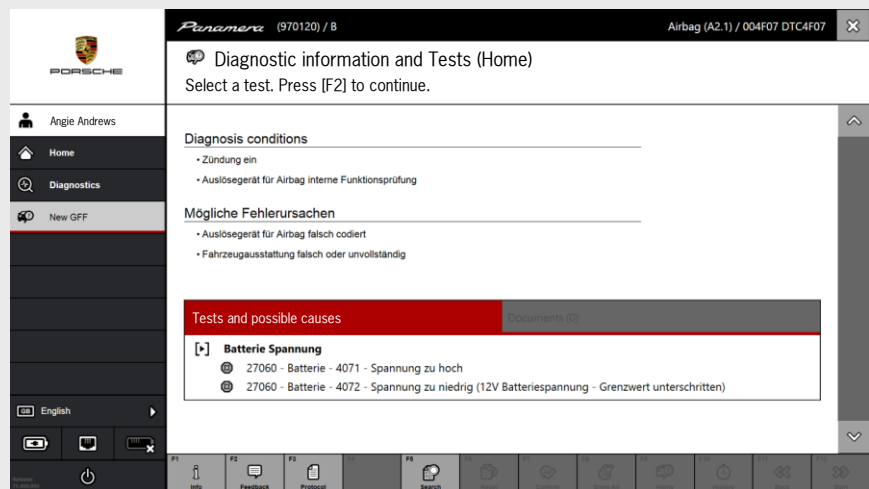 Panamera (970120) / B
Airbag (A2.1) / 004F07 DTC4F07
PORSCHE
Diagnostic information and Tests (Home)
Select a test. Press [F2] to continue.
Angie Andrews
Home
Diagnostics
New GFF
Diagnosis conditions
• Zündung ein
• Auslösegerät für Airbag interne Funktionsprüfung
Mögliche Fehlerursachen
• Auslösegerät für Airbag falsch codiert
• Fahrzeugausstattung falsch oder unvollständig
Tests and possible causes
Documents (0)
Batterie Spannung
27060 - Batterie - 4071 - Spannung zu hoch
27060 - Batterie - 4072 - Spannung zu niedrig (12V Batteriespannung - Grenzwert unterschritten)
GB English
F1 F2 F3 F5
Info Feedback Protocol Search